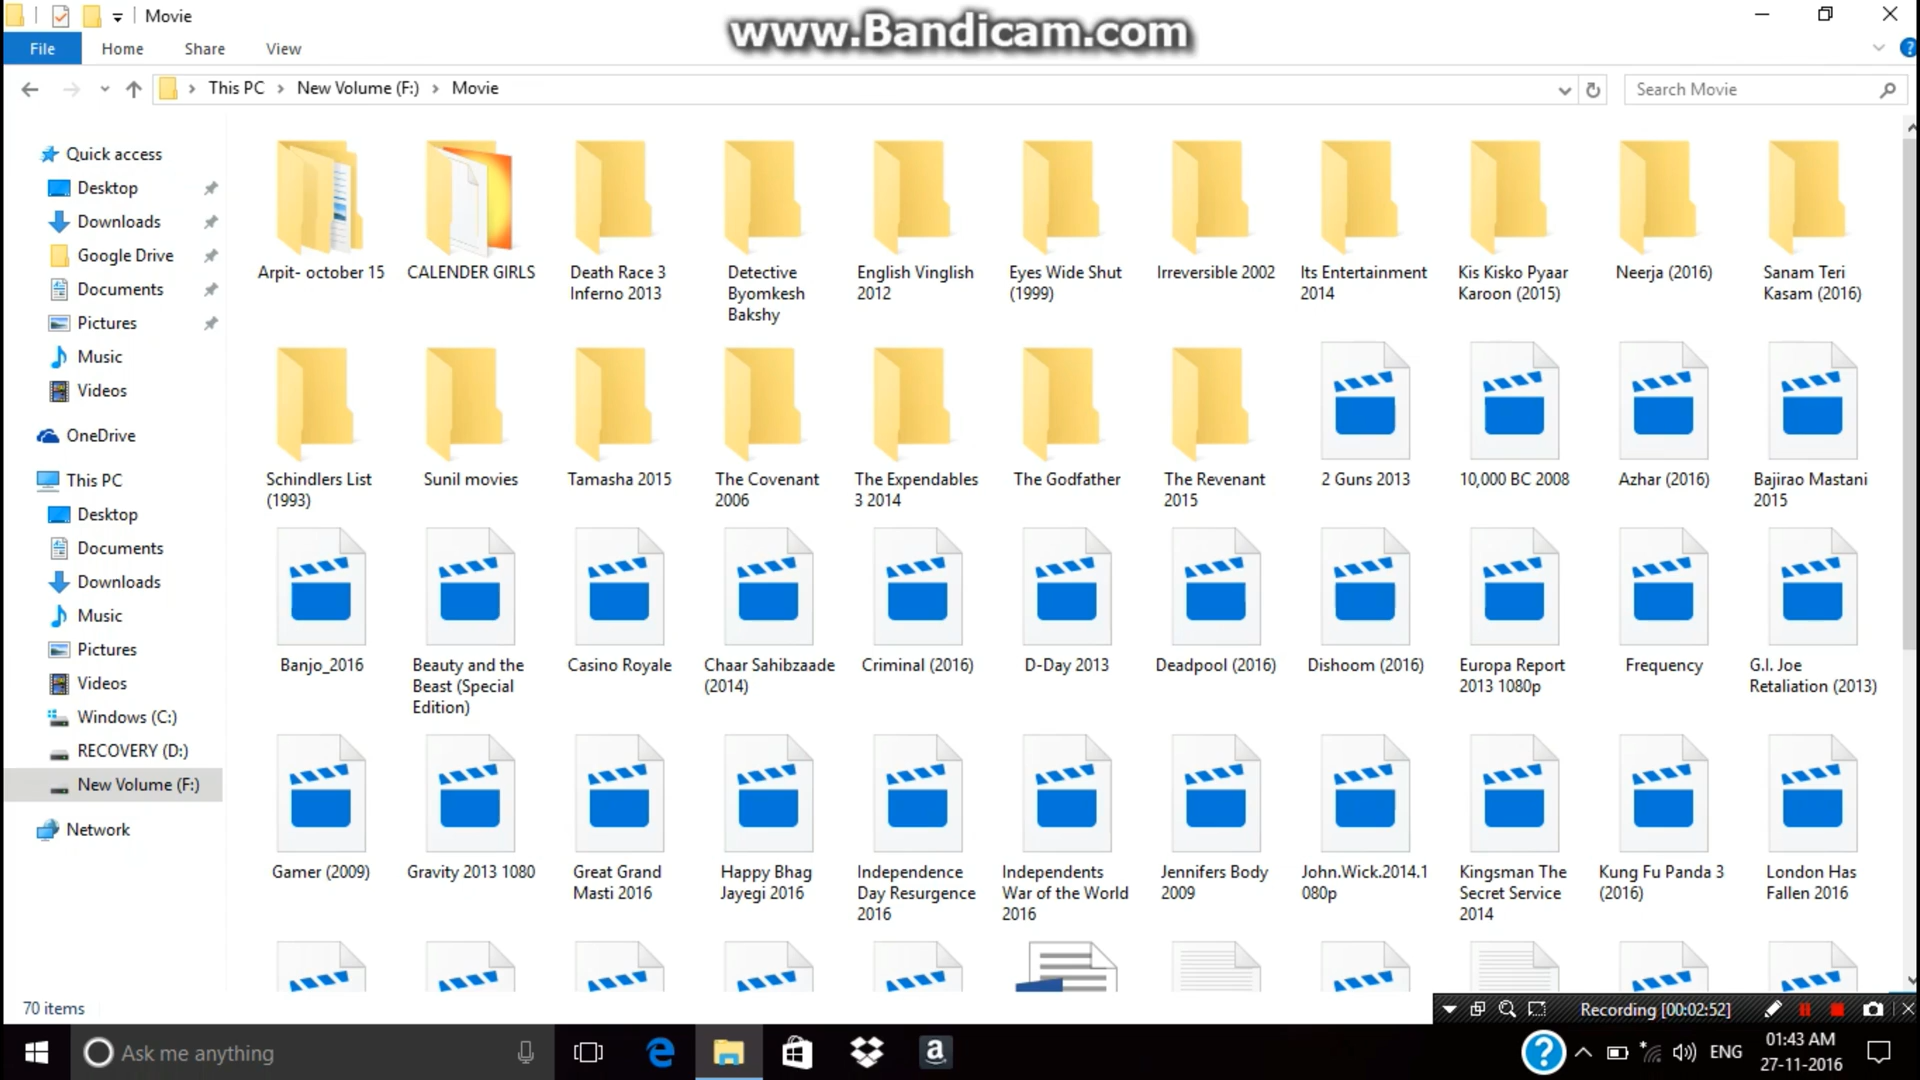 Movie
www.Bandicam.com
File
Home
Share
View
This PC
New Volume (F:)
Movie
Search Movie
Quick access
Desktop
Downloads
Google Drive
Documents
Pictures
Music
Videos
OneDrive
This PC
Desktop
Documents
Downloads
Music
Pictures
Videos
Windows (C:)
RECOVERY (D:)
New Volume (F:)
Network
Arpit- october 15
CALENDER GIRLS
Death Race 3
Inferno 2013
Detective
Byomkesh
Bakshy
English Vinglish
2012
Eyes Wide Shut
(1999)
Irreversible 2002
Its Entertainment
2014
Kis Kisko Pyaar
Karoon (2015)
Neerja (2016)
Sanam Teri
Kasam (2016)
Schindlers List
(1993)
Sunil movies
Tamasha 2015
The Covenant
2006
The Expendables
3 2014
The Godfather
The Revenant
2015
2 Guns 2013
10,000 BC 2008
Azhar (2016)
Bajirao Mastani
2015
Banjo_2016
Beauty and the
Beast (Special
Edition)
Casino Royale
Chaar Sahibzaade
(2014)
Criminal (2016)
D-Day 2013
Deadpool (2016)
Dishoom (2016)
Europa Report
2013 1080p
Frequency
G.I. Joe
Retaliation (2013)
Gamer (2009)
Gravity 2013 1080
Great Grand
Masti 2016
Happy Bhag
Jayegi 2016
Independence
Day Resurgence
2016
Independents
War of the World
2016
Jennifers Body
2009
John.Wick.2014.1
080p
Kingsman The
Secret Service
2014
Kung Fu Panda 3
(2016)
London Has
Fallen 2016
70 items
Recording [00:02:52]
Ask me anything
ENG
01:43 AM
27-11-2016